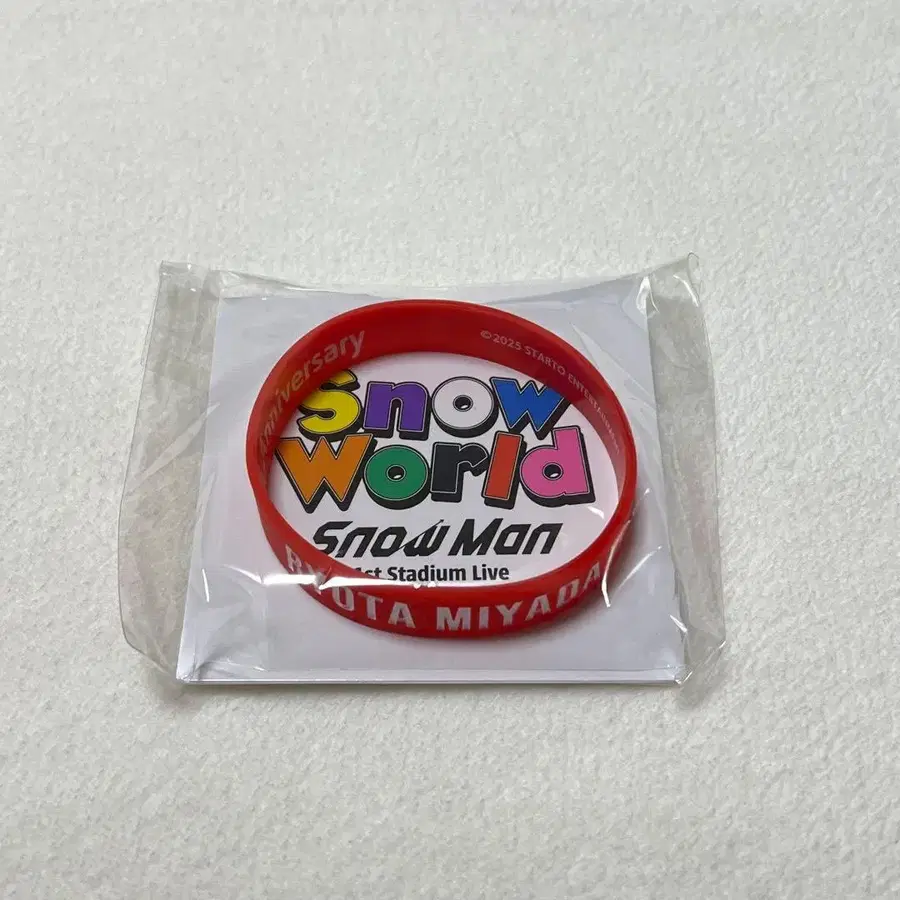 Anniversary
©2025 STARTO ENTERTAINMENT
Snow
World
Snow Man
1st Stadium Live
RYOTA MIYADA